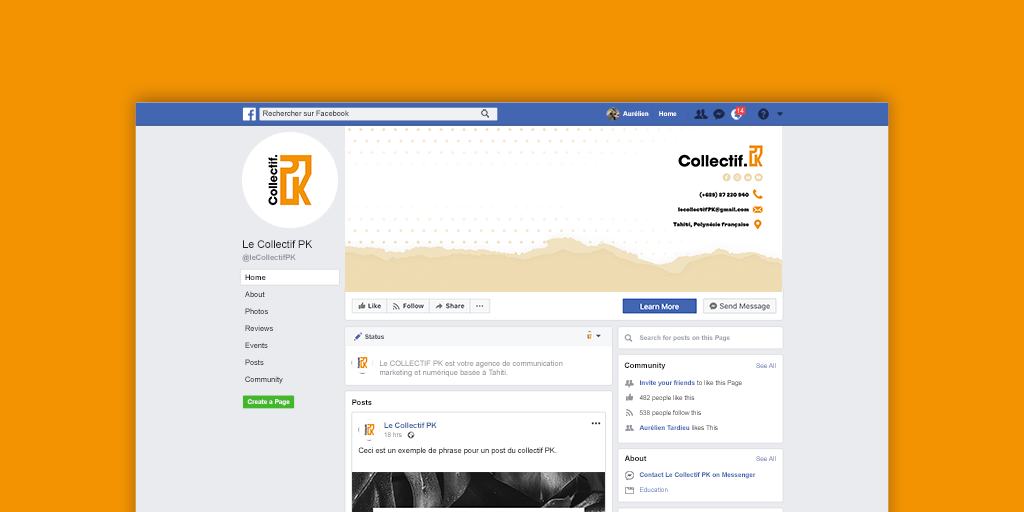 Rechercher sur Facebook
Aurélien
Home
14
Collectif.PK
Le Collectif PK
@leCollectifPK
Home
About
Photos
Reviews
Events
Posts
Community
Create a Page
Collectif.PK
(+689) 87 230 940
lecollectifPK@gmail.com
Tahiti, Polynécie Française
Like
Follow
Share
Learn More
Send Message
Status
Le COLLECTIF PK est votre agence de communication
marketing et numérique basée à Tahiti.
Posts
Le Collectif PK
18 hrs
Ceci est un exemple de phrase pour un post du collectif PK.
Search for posts on this Page
Community
See All
Invite your friends to like this Page
482 people like this
538 people follow this
Aurélien Tardieu likes This
About
See All
Contact Le Collectif PK on Messenger
Education